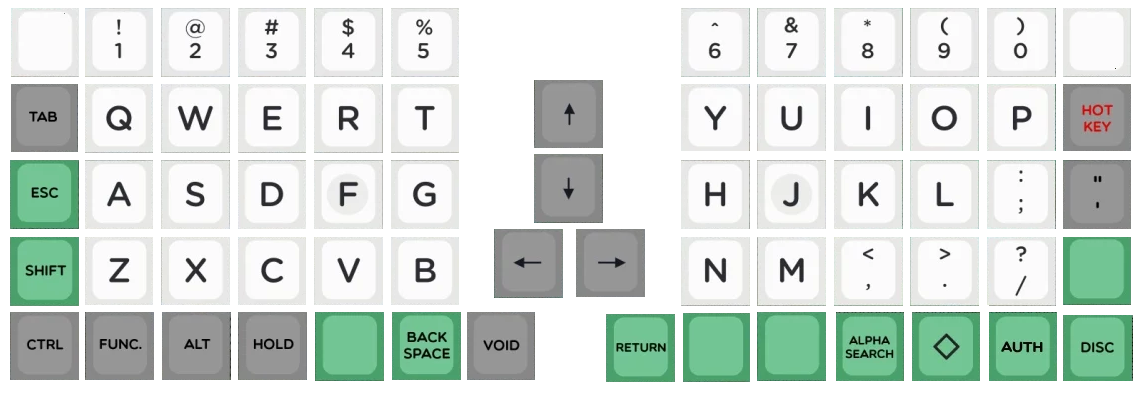 ! @ # $ % ^ & * ( )
1 2 3 4 5 6 7 8 9 0
TAB Q W E R T ↑ Y U I O P HOT KEY
ESC A S D F G ↓ H J K L : ; " '
SHIFT Z X C V B ← → N M < , > . ? /
CTRL FUNC. ALT HOLD BACK SPACE VOID RETURN ALPHA SEARCH ◇ AUTH DISC